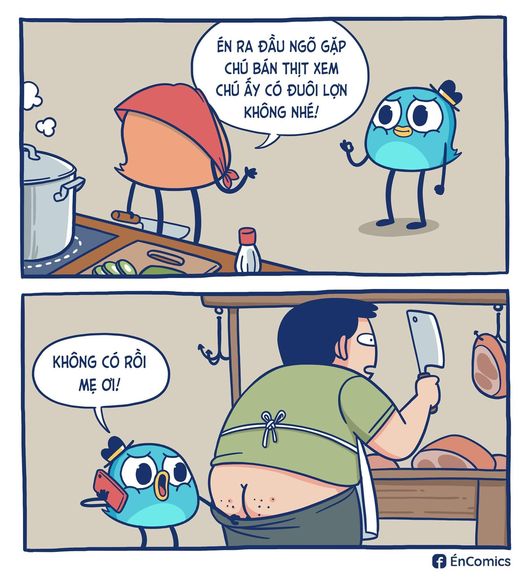 ÉN RA ĐẦU NGÕ GẶP
CHÚ BÁN THỊT XEM
CHÚ ẤY CÓ ĐUÔI LỢN
KHÔNG NHÉ!
KHÔNG CÓ RỒI
MẸ ƠI!
ÉnComics